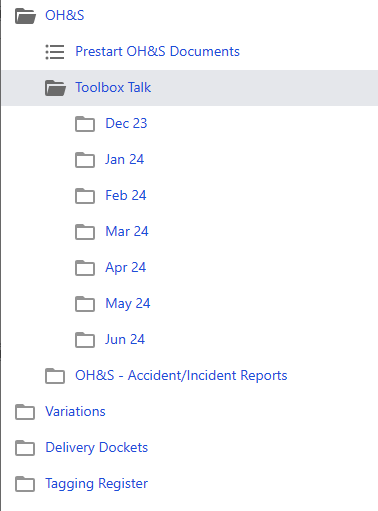 OH&S
Prestart OH&S Documents
Toolbox Talk
Dec 23
Jan 24
Feb 24
Mar 24
Apr 24
May 24
Jun 24
OH&S - Accident/Incident Reports
Variations
Delivery Dockets
Tagging Register